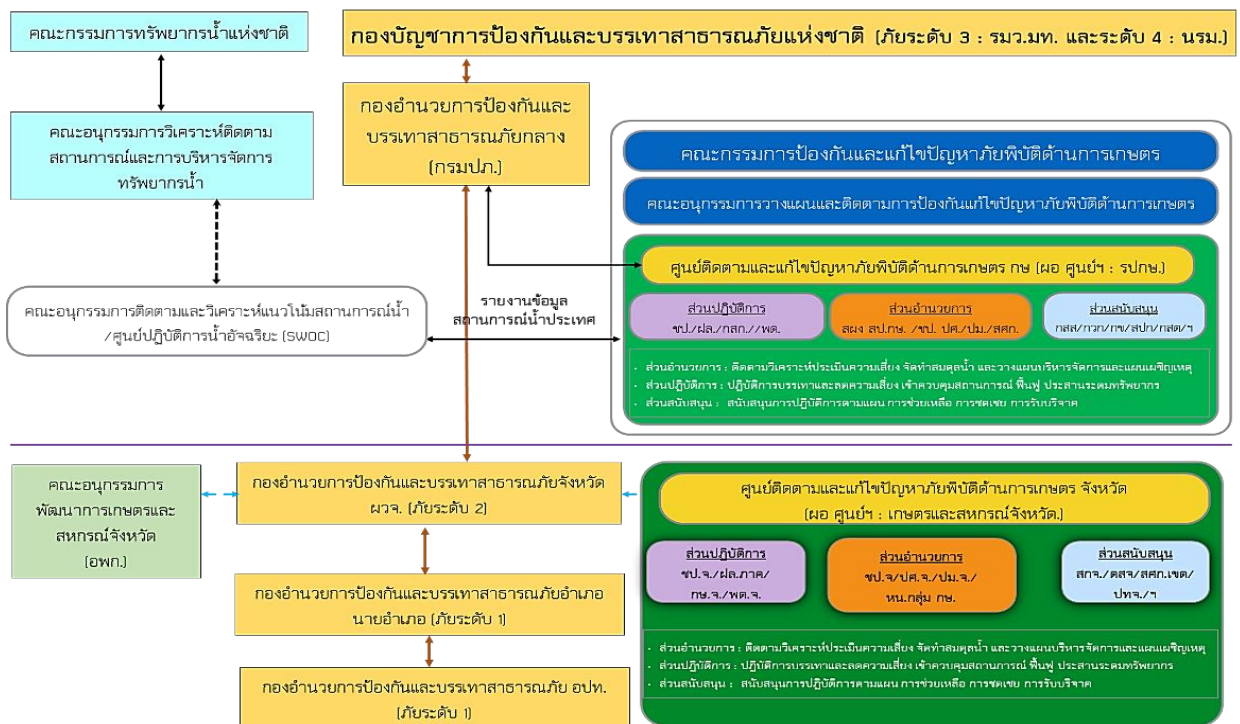 คณะกรรมการทรัพยากรน้ำแห่งชาติ
กองบัญชาการป้องกันและบรรเทาสาธารณภัยแห่งชาติ (ภัยระดับ 3 : รมว.มท. และระดับ 4 : นรม.)
คณะอนุกรรมการวิเคราะห์ติดตาม
สถานการณ์และการบริหารจัดการ
ทรัพยากรน้ำ
กองอำนวยการป้องกันและ
บรรเทาสาธารณภัยกลาง
(กรมปภ.)
คณะกรรมการป้องกันและแก้ไขปัญหาภัยพิบัติด้านการเกษตร
คณะอนุกรรมการวางแผนและติดตามการป้องกันแก้ไขปัญหาภัยพิบัติด้านการเกษตร
ศูนย์ติดตามและแก้ไขปัญหาภัยพิบัติด้านการเกษตร กษ (ผอ ศูนย์ฯ : รปกษ.)
ส่วนปฏิบัติการ
ชป./ฝล./กสก.//พด.
ส่วนอำนวยการ
สผง สป.กษ. /ชป. ปศ./ปม./สศก.
ส่วนสนับสนุน
กสส/กวก/กข/สปก/กสต/ฯ
- ส่วนอำนวยการ : ติดตามวิเคราะห์ประเมินความเสี่ยง จัดทำสมดุลน้ำ และวางแผนบริหารจัดการและแผนเผชิญเหตุ
- ส่วนปฏิบัติการ : ปฏิบัติการบรรเทาและลดความเสี่ยง เข้าควบคุมสถานการณ์ ฟื้นฟู ประสานระดมทรัพยากร
- ส่วนสนับสนุน : สนับสนุนการปฏิบัติการตามแผน การช่วยเหลือ การชดเชย การรับบริจาค
คณะอนุกรรมการติดตามและวิเคราะห์แนวโน้มสถานการณ์น้ำ
/ศูนย์ปฏิบัติการน้ำอัจฉริยะ (SWOC)
รายงานข้อมูล
สถานการณ์น้ำประเทศ
คณะอนุกรรมการ
พัฒนาการเกษตรและ
สหกรณ์จังหวัด
(อพก.)
กองอำนวยการป้องกันและบรรเทาสาธารณภัยจังหวัด
ผวจ. (ภัยระดับ 2)
กองอำนวยการป้องกันและบรรเทาสาธารณภัยอำเภอ
นายอำเภอ (ภัยระดับ 1)
กองอำนวยการป้องกันและบรรเทาสาธารณภัย อปท.
(ภัยระดับ 1)
ศูนย์ติดตามและแก้ไขปัญหาภัยพิบัติด้านการเกษตร จังหวัด
(ผอ ศูนย์ฯ : เกษตรและสหกรณ์จังหวัด.)
ส่วนปฏิบัติการ
ชป.จ./ฝล.ภาค/
กษ.จ./พด.จ.
ส่วนอำนวยการ
ชป.จ/ปศ.จ./ปม.จ./
หน.กลุ่ม กษ.
ส่วนสนับสนุน
สกจ./ตสจ/สศก.เขต/
ปทจ./ฯ
- ส่วนอำนวยการ : ติดตามวิเคราะห์ประเมินความเสี่ยง จัดทำสมดุลน้ำ และวางแผนบริหารจัดการและแผนเผชิญเหตุ
- ส่วนปฏิบัติการ : ปฏิบัติการบรรเทาและลดความเสี่ยง เข้าควบคุมสถานการณ์ ฟื้นฟู ประสานระดมทรัพยากร
- ส่วนสนับสนุน : สนับสนุนการปฏิบัติการตามแผน การช่วยเหลือ การชดเชย การรับบริจาค